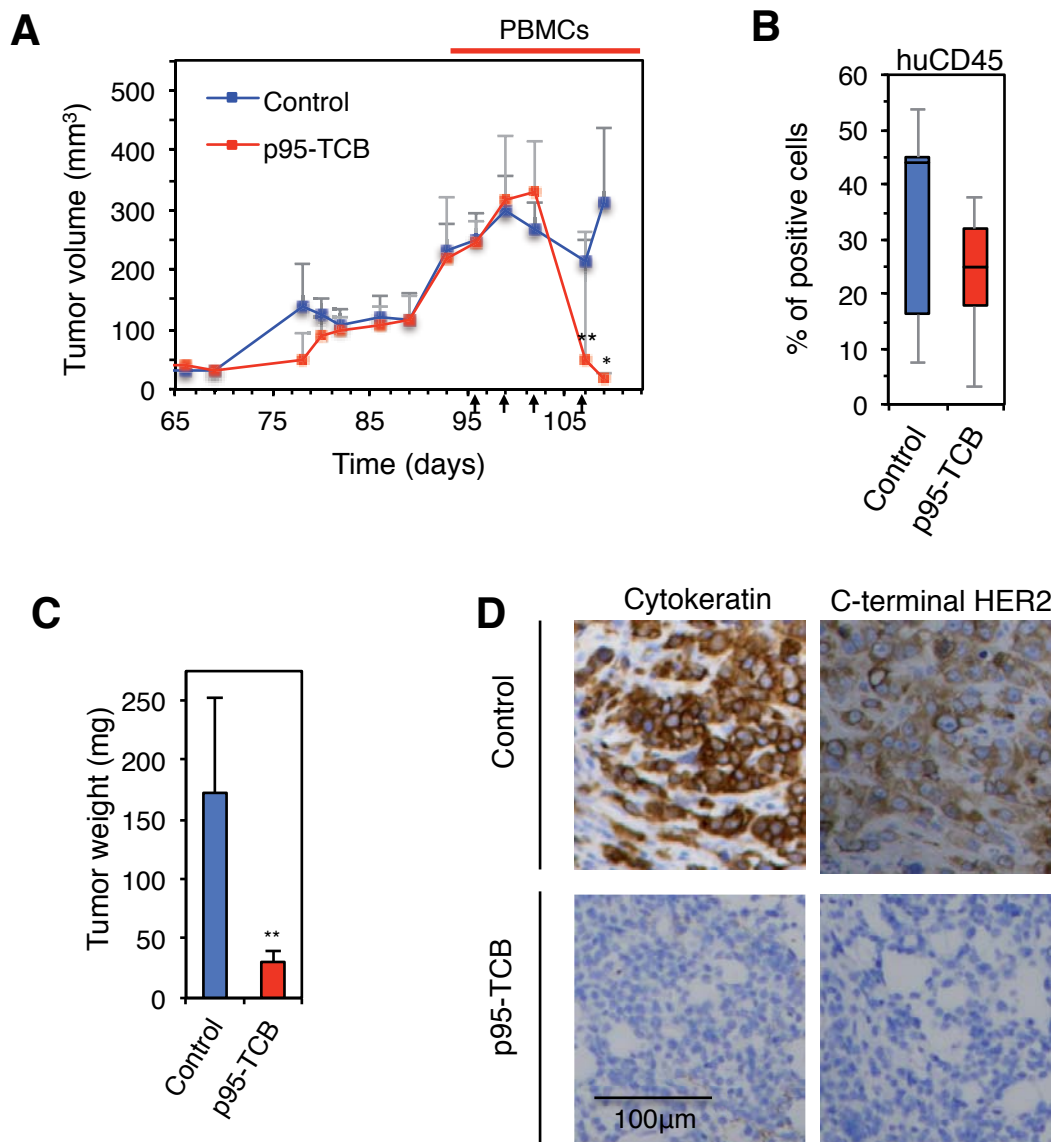 A
PBMCs
Tumor volume (mm³)
500
400
300
200
100
0
Control
p95-TCB
**
*
65 75 85 95 105
Time (days)
B
huCD45
% of positive cells
60
50
40
30
20
10
0
Control
p95-TCB
C
Tumor weight (mg)
250
200
150
100
50
0
**
Control
p95-TCB
D
Cytokeratin
C-terminal HER2
Control
p95-TCB
100µm